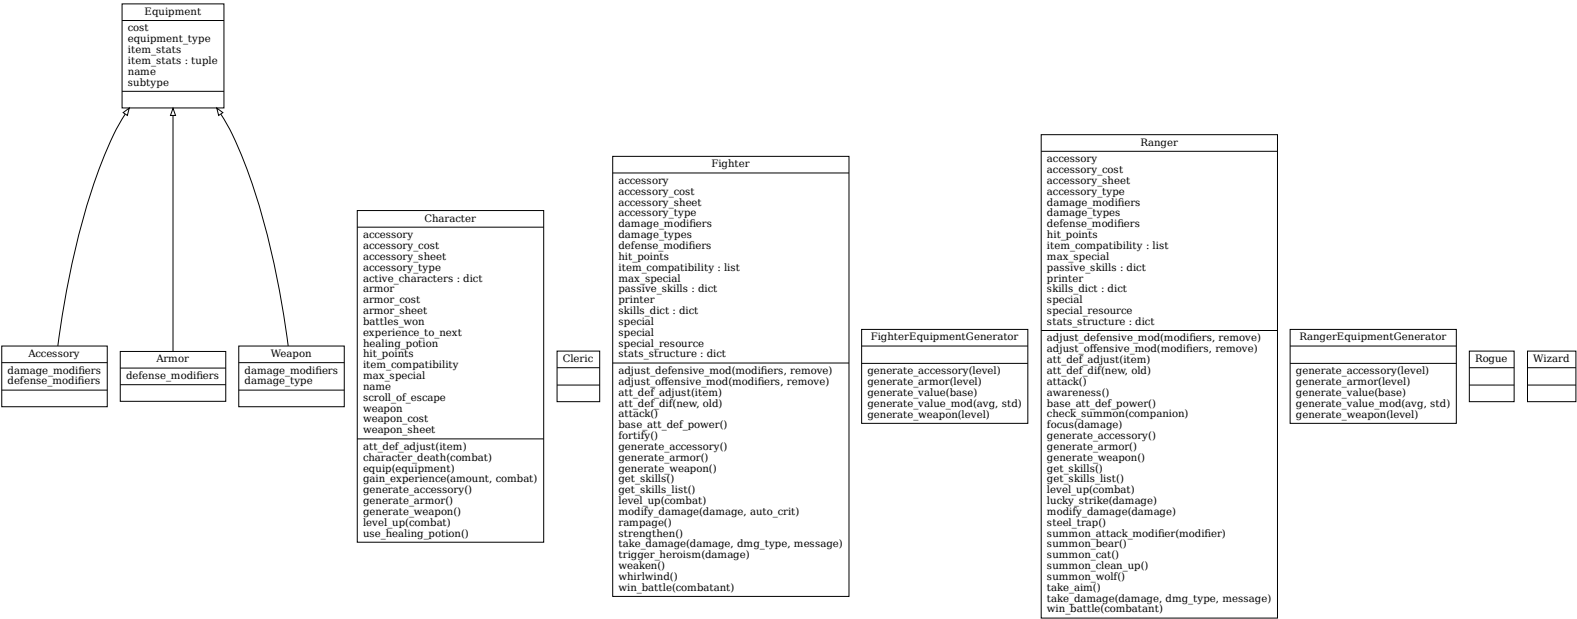 Equipment
cost
equipment_type
item_stats
item_stats : tuple
name
subtype
Accessory
damage_modifiers
defense_modifiers
Armor
defense_modifiers
Weapon
damage_modifiers
damage_type
Character
accessory
accessory_cost
accessory_sheet
accessory_type
active_characters : dict
armor
armor_cost
armor_sheet
battles_won
experience_to_next
healing_potion
hit_points
item_compatibility
max_special
name
scroll_of_escape
weapon
weapon_cost
weapon_sheet
att_def_adjust(item)
character_death(combat)
equip(equipment)
gain_experience(amount, combat)
generate_accessory()
generate_armor()
generate_weapon()
level_up(combat)
use_healing_potion()
Cleric
Fighter
accessory
accessory_cost
accessory_sheet
accessory_type
damage_modifiers
damage_types
defense_modifiers
hit_points
item_compatibility : list
max_special
passive_skills : dict
printer
skills_dict : dict
special
special
special_resource
stats_structure : dict
adjust_defensive_mod(modifiers, remove)
adjust_offensive_mod(modifiers, remove)
att_def_adjust(item)
att_def_dif(new, old)
attack()
base_att_def_power()
fortify()
generate_accessory()
generate_armor()
generate_weapon()
get_skills()
get_skills_list()
level_up(combat)
modify_damage(damage, auto_crit)
rampage()
strengthen()
take_damage(damage, dmg_type, message)
trigger_heroism(damage)
weaken()
whirlwind()
win_battle(combatant)
FighterEquipmentGenerator
generate_accessory(level)
generate_armor(level)
generate_value(base)
generate_value_mod(avg, std)
generate_weapon(level)
Ranger
accessory
accessory_cost
accessory_sheet
accessory_type
damage_modifiers
damage_types
defense_modifiers
hit_points
item_compatibility : list
max_special
passive_skills : dict
printer
skills_dict : dict
special
special_resource
stats_structure : dict
adjust_defensive_mod(modifiers, remove)
adjust_offensive_mod(modifiers, remove)
att_def_adjust(item)
att_def_dif(new, old)
attack()
awareness()
base_att_def_power()
check_summon(companion)
focus(damage)
generate_accessory()
generate_armor()
generate_weapon()
get_skills()
get_skills_list()
level_up(combat)
lucky_strike(damage)
modify_damage(damage)
steel_trap()
summon_attack_modifier(modifier)
summon_bear()
summon_cat()
summon_clean_up()
summon_wolf()
take_aim()
take_damage(damage, dmg_type, message)
win_battle(combatant)
RangerEquipmentGenerator
generate_accessory(level)
generate_armor(level)
generate_value(base)
generate_value_mod(avg, std)
generate_weapon(level)
Rogue
Wizard